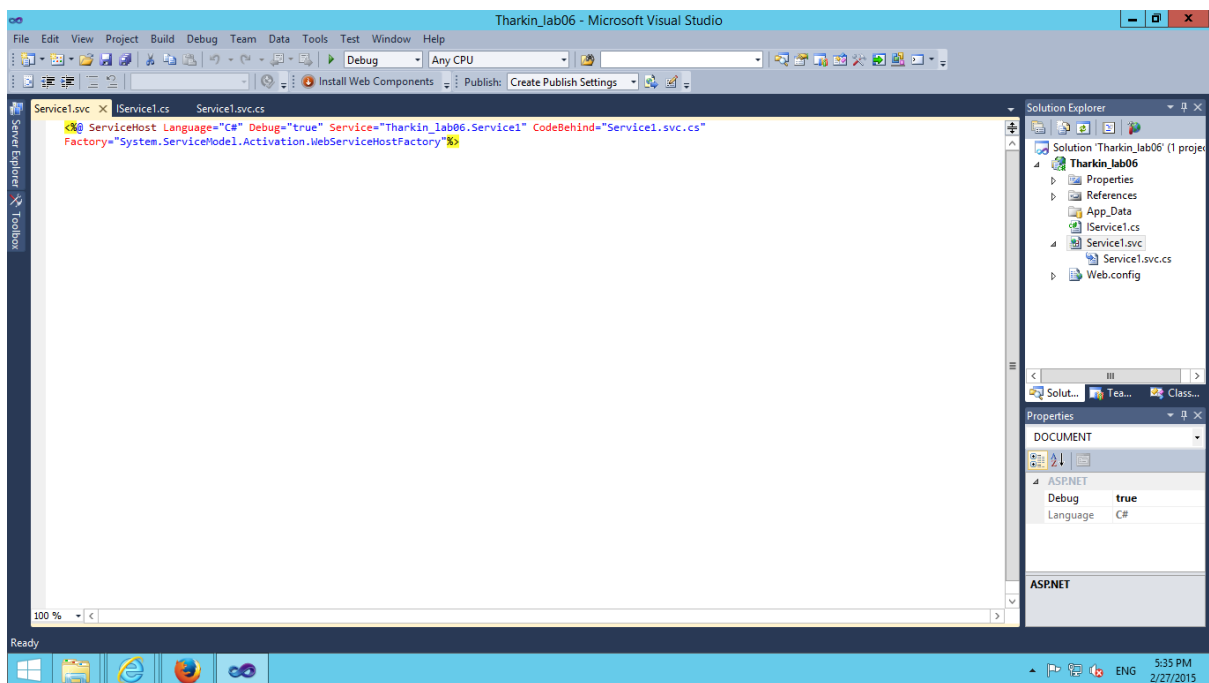 Tharkin_lab06 - Microsoft Visual Studio
File Edit View Project Build Debug Team Data Tools Test Window Help
Debug Any CPU
Install Web Components Publish: Create Publish Settings
Service1.svc IService1.cs Service1.svc.cs
<%@ ServiceHost Language="C#" Debug="true" Service="Tharkin_lab06.Service1" CodeBehind="Service1.svc.cs"
Factory="System.ServiceModel.Activation.WebServiceHostFactory"%>
Server Explorer
Toolbox
100 %
Solution Explorer
Solution 'Tharkin_lab06' (1 projec
Tharkin_lab06
Properties
References
App_Data
IService1.cs
Service1.svc
Service1.svc.cs
Web.config
Solut... Tea... Class...
Properties
DOCUMENT
ASP.NET
Debug true
Language C#
ASP.NET
Ready
ENG
5:35 PM
2/27/2015